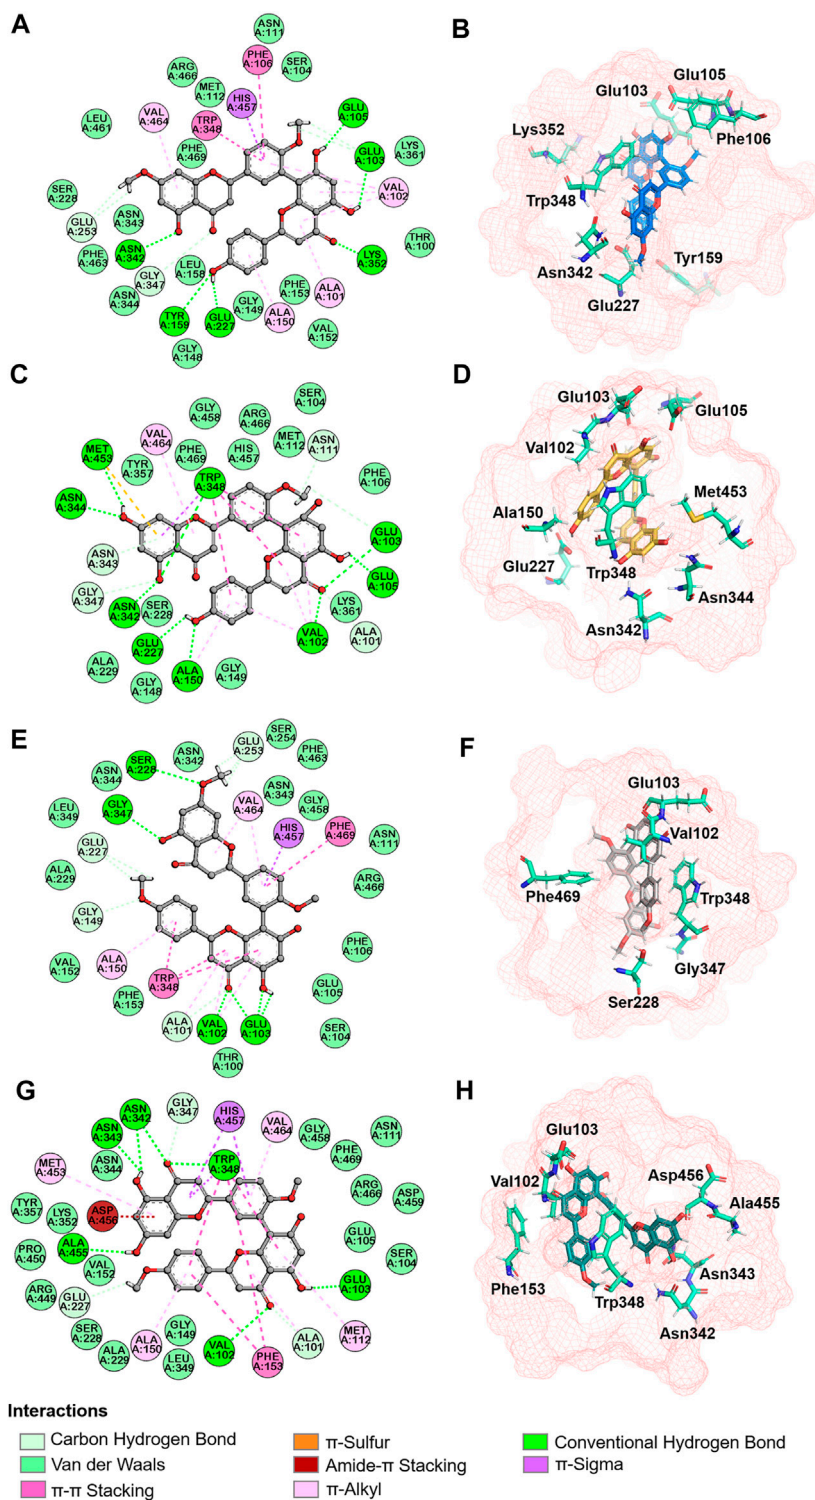 A
ASN
A:111
PHE
A:106
SER
A:104
ARG
A:466
MET
A:112
HIS
A:457
GLU
A:105
VAL
A:464
TRP
A:348
LEU
A:461
PHE
A:469
GLU
A:103
LYS
A:361
SER
A:228
VAL
A:102
GLU
A:253
ASN
A:343
THR
A:100
PHE
A:463
ASN
A:342
LYS
A:352
GLY
A:347
LEU
A:158
ASN
A:344
PHE
A:153
ALA
A:101
GLY
A:149
TYR
A:159
GLU
A:227
ALA
A:150
VAL
A:152
GLY
A:148
B
Glu105
Glu103
Phe106
Lys352
Trp348
Asn342
Tyr159
Glu227
C
SER
A:104
GLY
A:458
ARG
A:466
VAL
A:464
MET
A:112
ASN
A:111
MET
A:453
TYR
A:357
PHE
A:469
HIS
A:457
PHE
A:106
TRP
A:348
ASN
A:344
GLU
A:103
ASN
A:343
GLU
A:105
GLY
A:347
ASN
A:342
SER
A:228
LYS
A:361
GLU
A:227
VAL
A:102
ALA
A:101
ALA
A:229
GLY
A:148
ALA
A:150
GLY
A:149
D
Glu103
Glu105
Val102
Met453
Ala150
Glu227
Trp348
Asn344
Asn342
E
SER
A:254
GLU
A:253
ASN
A:342
SER
A:228
PHE
A:463
ASN
A:344
ASN
A:343
VAL
A:464
GLY
A:458
LEU
A:349
GLY
A:347
HIS
A:457
PHE
A:469
ASN
A:111
GLU
A:227
ALA
A:229
ARG
A:466
GLY
A:149
PHE
A:106
VAL
A:152
ALA
A:150
TRP
A:348
GLU
A:105
PHE
A:153
ALA
A:101
VAL
A:102
GLU
A:103
SER
A:104
THR
A:100
F
Glu103
Val102
Phe469
Trp348
Gly347
Ser228
G
ASN
A:342
GLY
A:347
HIS
A:457
VAL
A:464
GLY
A:458
ASN
A:111
ASN
A:343
PHE
A:469
MET
A:453
ASN
A:344
TRP
A:348
ARG
A:466
ASP
A:459
TYR
A:357
LYS
A:352
ASP
A:456
GLU
A:105
SER
A:104
PRO
A:450
ALA
A:455
VAL
A:152
GLU
A:103
ARG
A:449
GLU
A:227
SER
A:228
GLY
A:149
ALA
A:101
MET
A:112
ALA
A:229
ALA
A:150
LEU
A:349
VAL
A:102
PHE
A:153
H
Glu103
Asp456
Val102
Ala455
Phe153
Asn343
Trp348
Asn342
Interactions
Carbon Hydrogen Bond
Van der Waals
π-π Stacking
π-Sulfur
Amide-π Stacking
π-Alkyl
Conventional Hydrogen Bond
π-Sigma